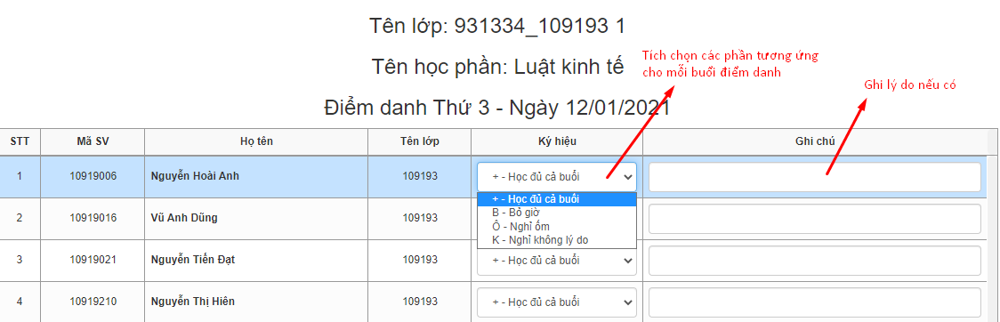 Tên lớp: 931334_109193 1
Tên học phần: Luật kinh tế
Tích chọn các phần tương ứng
cho mỗi buổi điểm danh
Ghi lý do nếu có
Điểm danh Thứ 3 - Ngày 12/01/2021
STT Mã SV Họ tên Tên lớp Ký hiệu Ghi chú
1 10919006 Nguyễn Hoài Anh 109193 + - Học đủ cả buổi
+ - Học đủ cả buổi
B - Bỏ giờ
Ô - Nghỉ ốm
K - Nghỉ không lý do
2 10919016 Vũ Anh Dũng 109193
3 10919021 Nguyễn Tiến Đạt 109193 + - Học đủ cả buổi
4 10919210 Nguyễn Thị Hiên 109193 + - Học đủ cả buổi